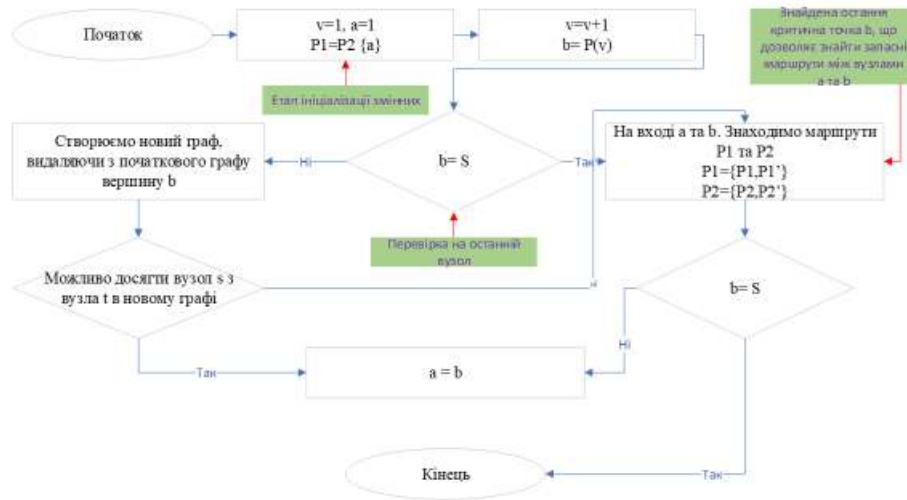 Початок
v=1, a=1
P1=P2 {a}
v=v+1
b= P(v)
Знайдена остання
критична точка b, що
дозволяє знайти запасні
маршрути між вузлами
a та b
Етап ініціалізації змінних
Створюємо новий граф,
видаляючи з початкового графу
вершину b
Ні
b= S
Так
На вході a та b. Знаходимо маршрути
P1 та P2
P1={P1,P1’}
P2={P2,P2’}
Перевірка на останній
вузол
Можливо досягти вузол s з
вузла t в новому графі
b= S
Ні
Так
a = b
Так
Кінець